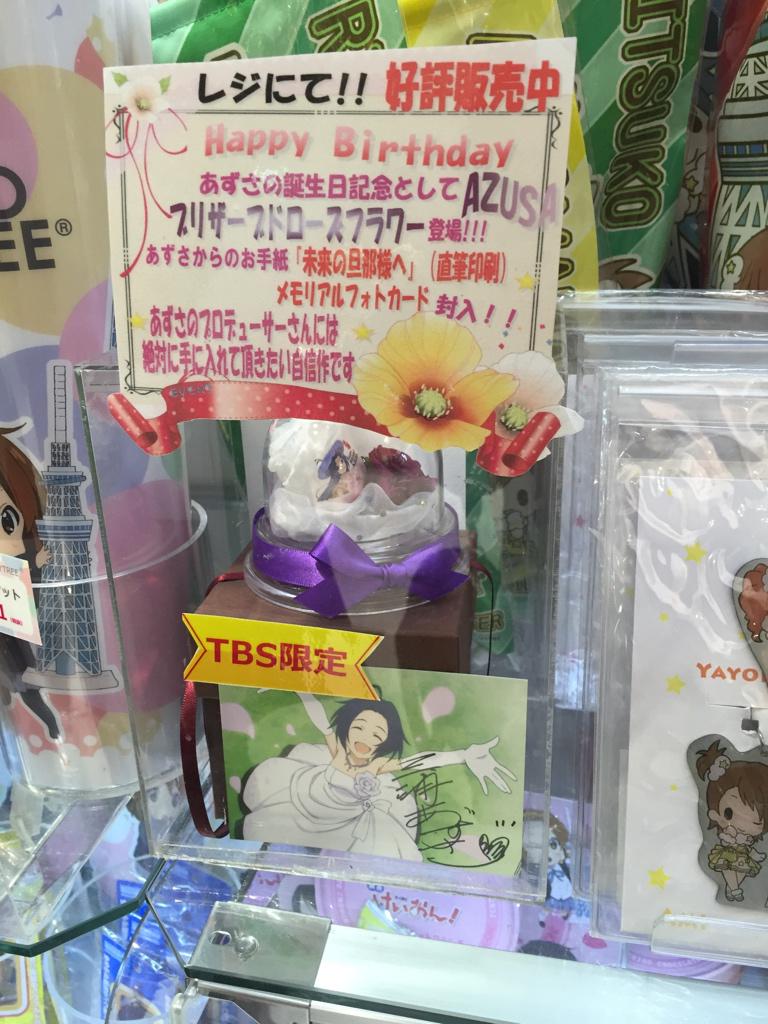 レジにて!! 好評販売中
Happy Birthday
あずさの誕生日記念として AZUSA
プリザーブドローズフラワー 登場!!!
あずさからのお手紙「未来の旦那様へ」(直筆印刷)
メモリアルフォトカード 封入!!
あずさのプロデューサーさんには
絶対に手に入れて頂きたい自信作です
TBS限定
ITSUKO
EE®
YAYO
けいおん!